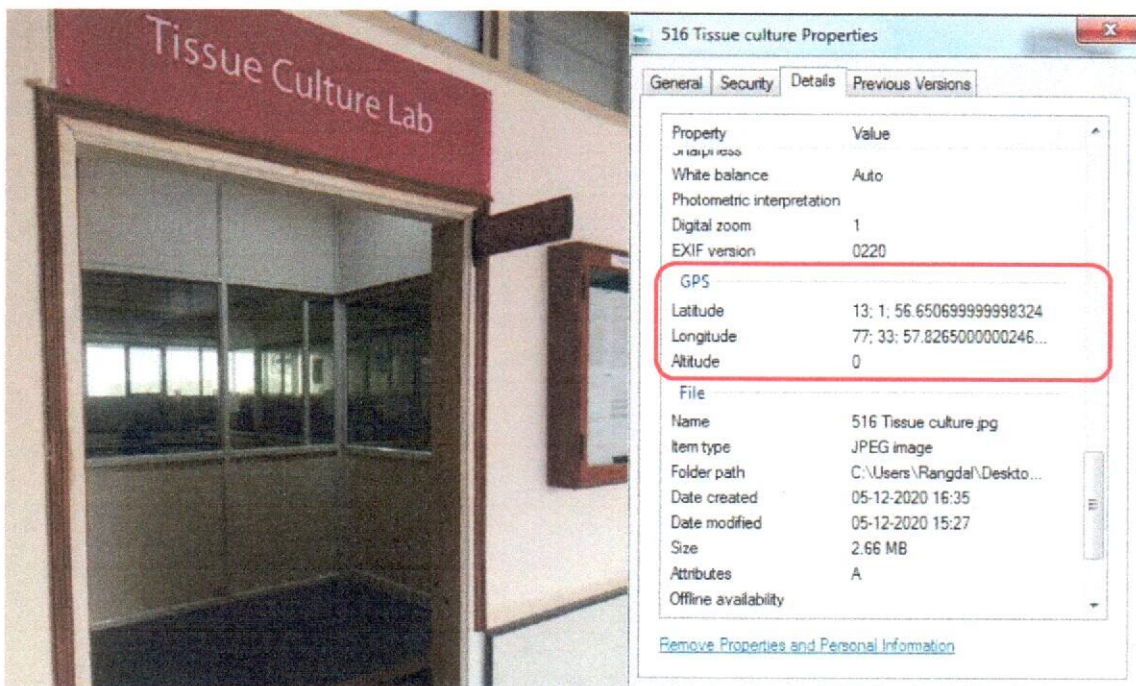 Tissue Culture Lab
516 Tissue culture Properties
General Security Details Previous Versions
Property Value
Sharpness
White balance Auto
Photometric interpretation
Digital zoom 1
EXIF version 0220
GPS
Latitude 13; 1; 56.650699999998324
Longitude 77; 33; 57.8265000000246...
Altitude 0
File
Name 516 Tissue culture.jpg
Item type JPEG image
Folder path C:\Users\Rangdal\Deskto...
Date created 05-12-2020 16:35
Date modified 05-12-2020 15:27
Size 2.66 MB
Attributes A
Offline availability
Remove Properties and Personal Information